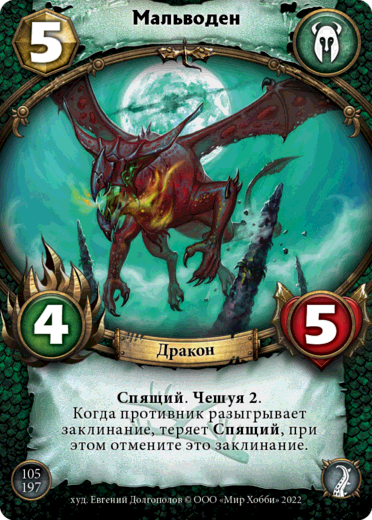 Мальводен
5
4
5
Дракон
Спящий. Чешуя 2.
Когда противник разыгрывает
заклинание, теряет Спящий, при
этом отмените это заклинание.
105
197
худ. Евгений Долгополов © ООО «Мир Хобби» 2022